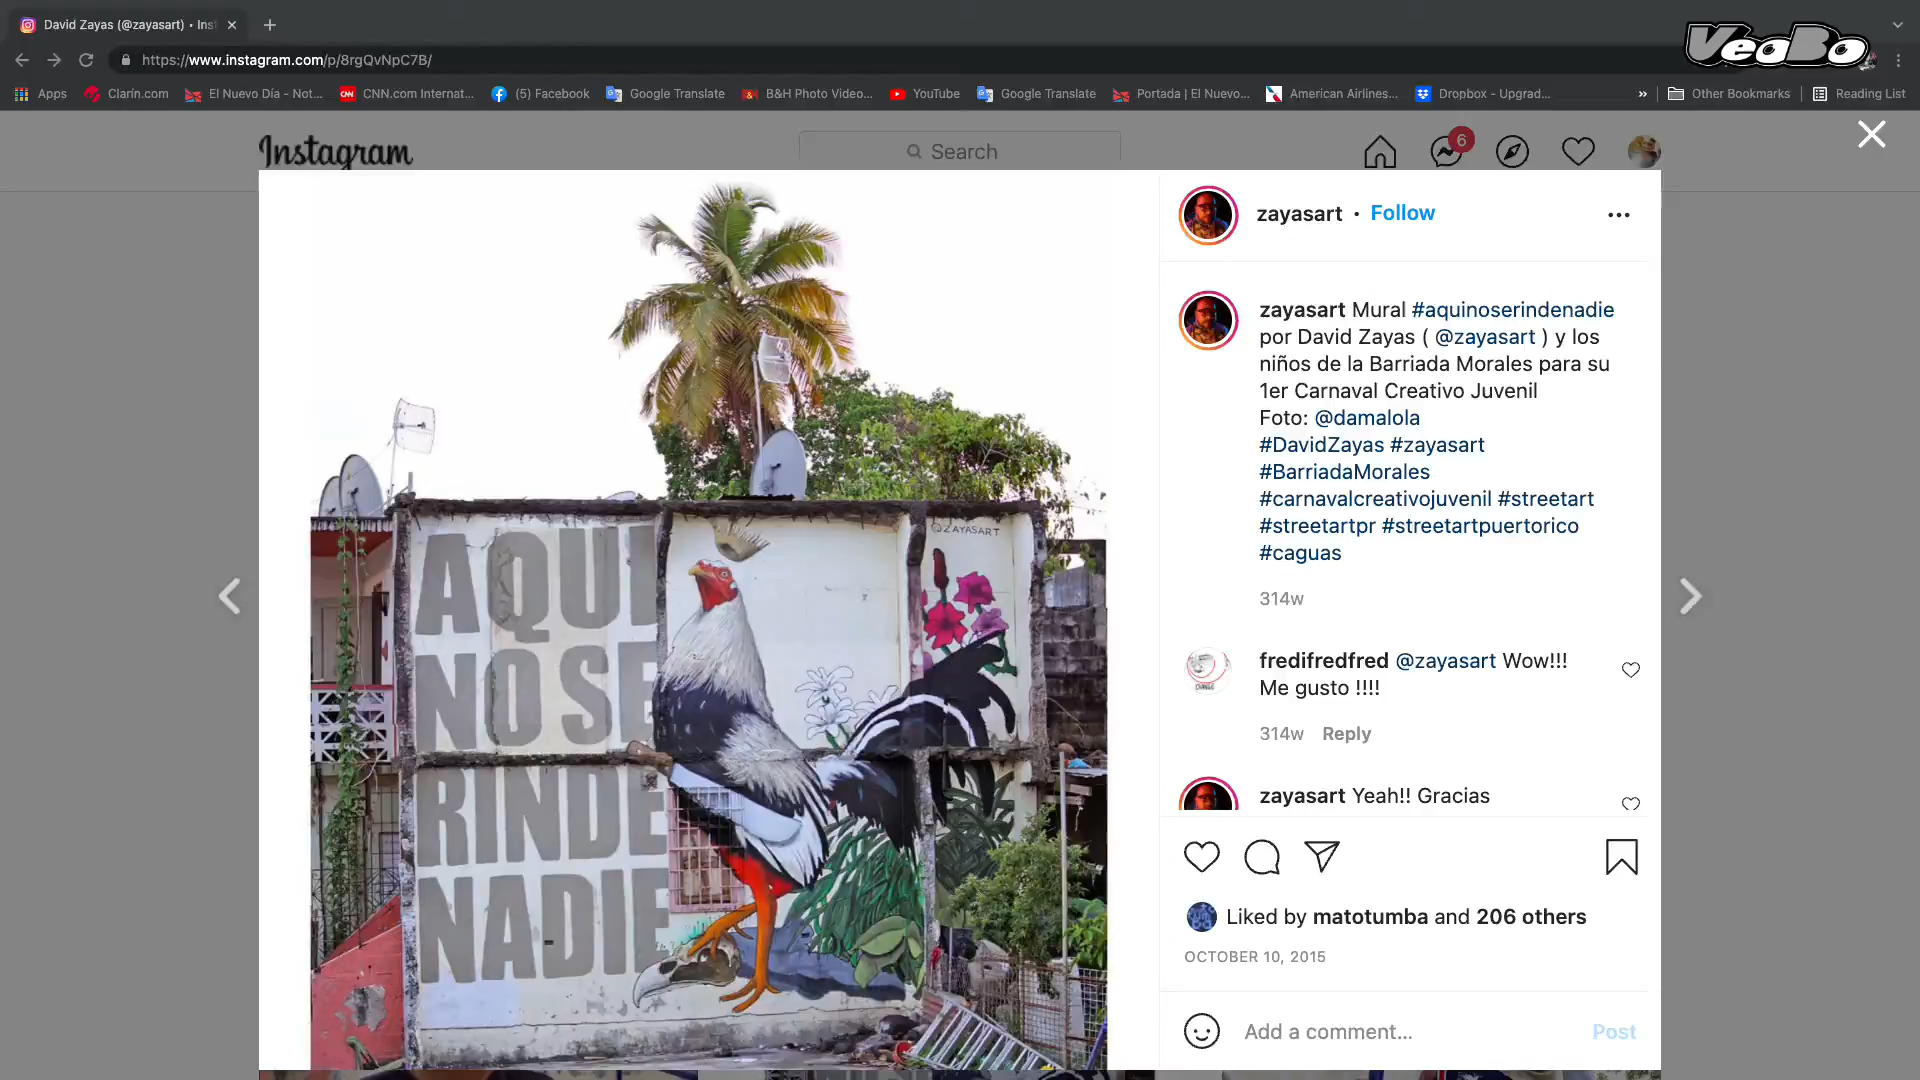 David Zayas (@zayasart) • Ins
https://www.instagram.com/p/8rgQvNpC7B/
VeoBo
Apps
Clarín.com
El Nuevo Día - Not...
CNN.com Internat...
(5) Facebook
Google Translate
B&H Photo Video...
YouTube
Google Translate
Portada | El Nuevo...
American Airlines...
Dropbox - Upgrad...
»
Other Bookmarks
Reading List
Instagram
Search
6
zayasart • Follow
zayasart Mural #aquinoserindenadie
por David Zayas ( @zayasart ) y los
niños de la Barriada Morales para su
1er Carnaval Creativo Juvenil
Foto: @damalola
#DavidZayas #zayasart
#BarriadaMorales
#carnavalcreativojuvenil #streetart
#streetartpr #streetartpuertorico
#caguas
314w
fredifredfred @zayasart Wow!!!
Me gusto !!!!
314w Reply
zayasart Yeah!! Gracias
Liked by matotumba and 206 others
OCTOBER 10, 2015
Add a comment...
Post
@ZAYASART
AQUI
NO SE
RINDE
NADIE